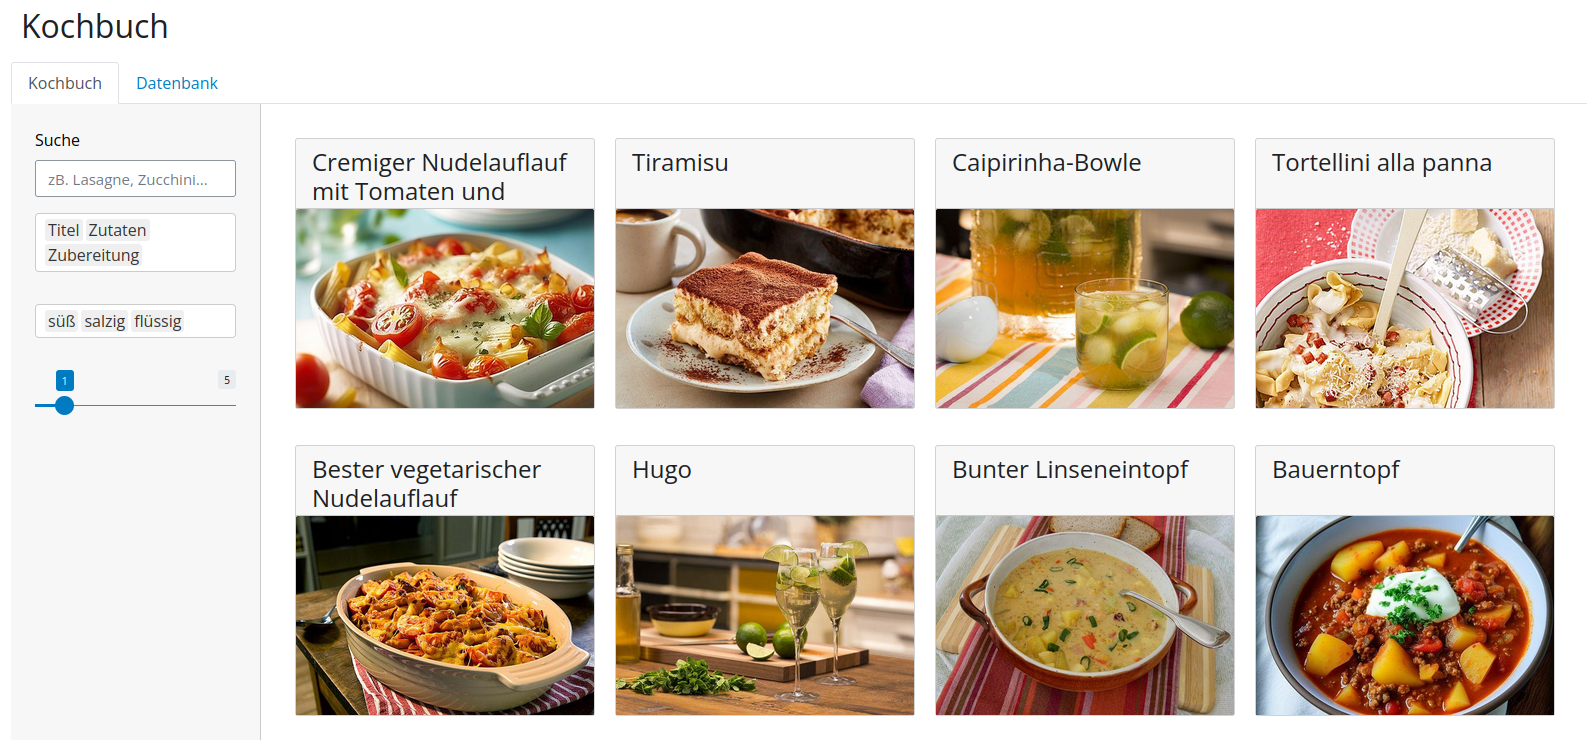 Kochbuch
Kochbuch
Datenbank
Suche
zB. Lasagne, Zucchini...
Titel Zutaten
Zubereitung
süß salzig flüssig
1
5
Cremiger Nudelauflauf
mit Tomaten und
Tiramisu
Caipirinha-Bowle
Tortellini alla panna
Bester vegetarischer
Nudelauflauf
Hugo
Bunter Linseneintopf
Bauerntopf